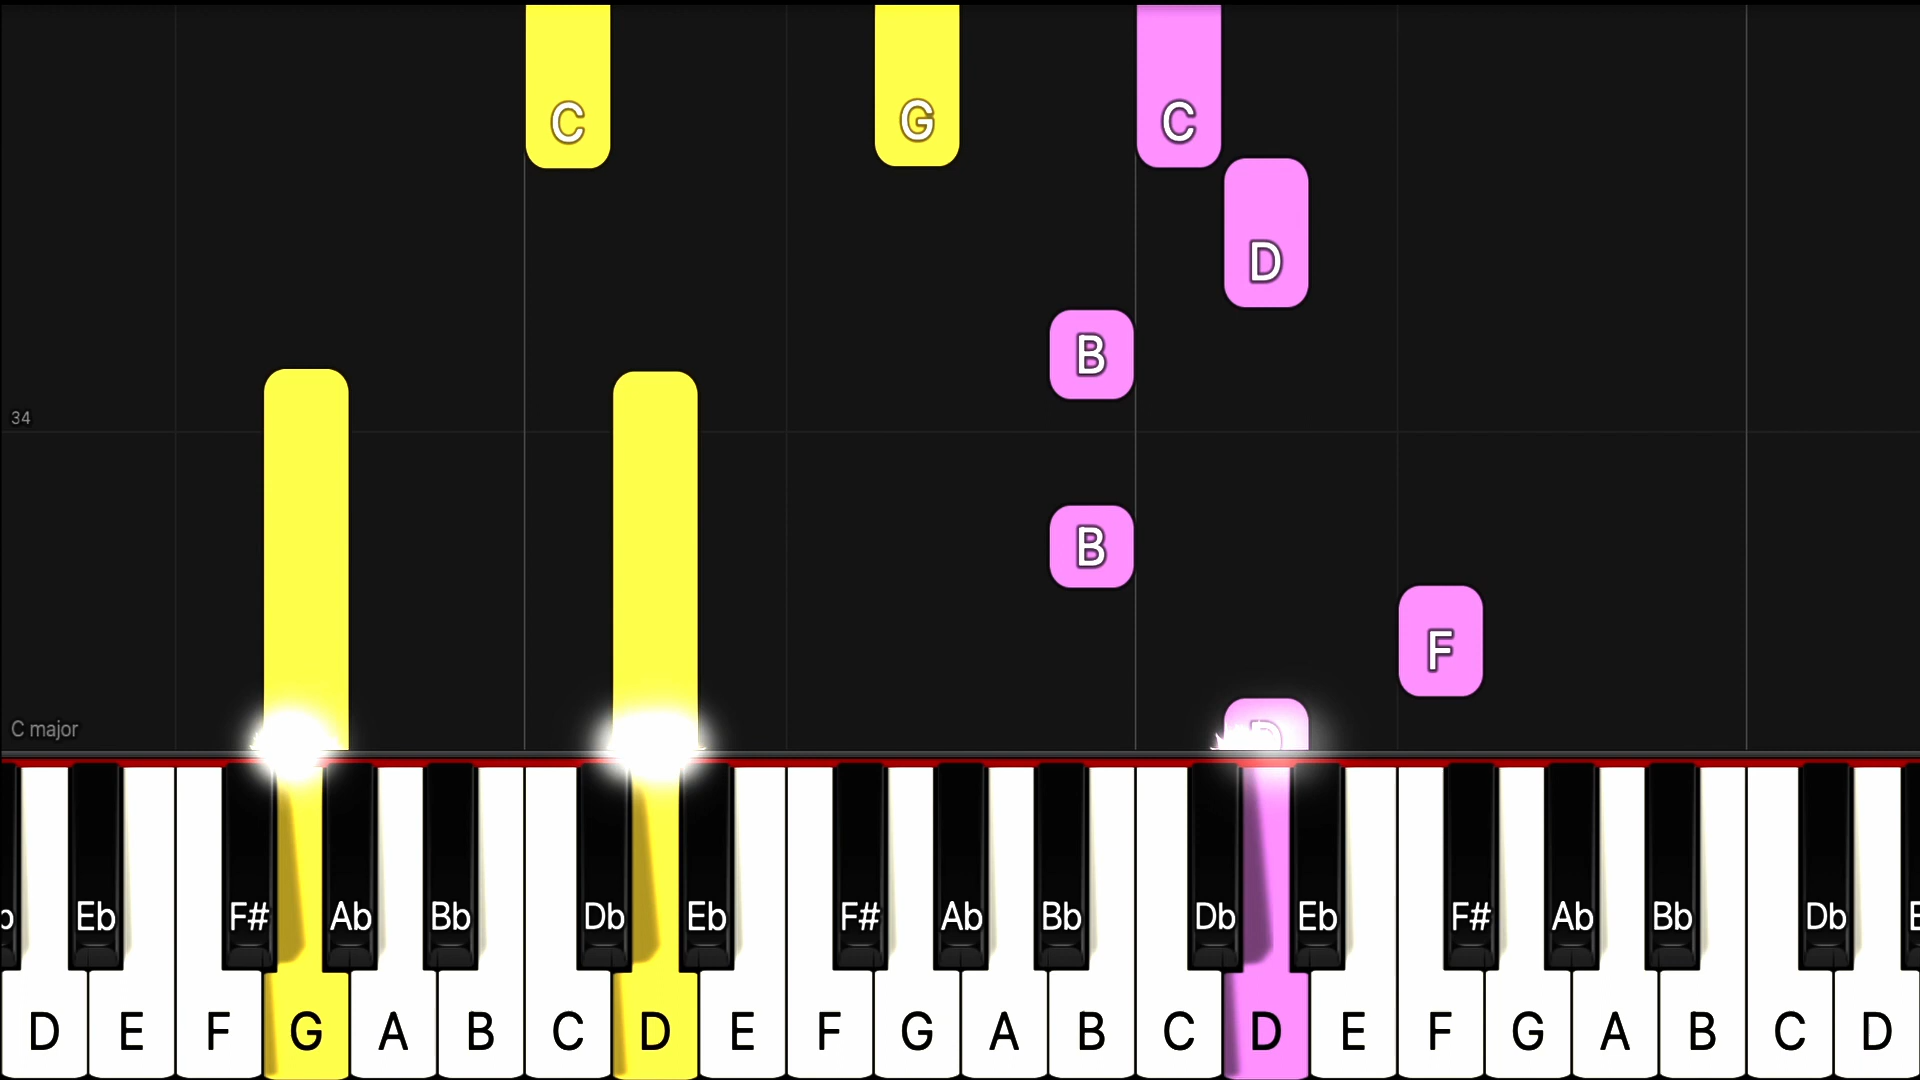 C G C
D
B
34
B
F
C major
D
Eb F# Ab Bb Db Eb F# Ab Bb Db Eb F# Ab Bb Db
D E F G A B C D E F G A B C D E F G A B C D